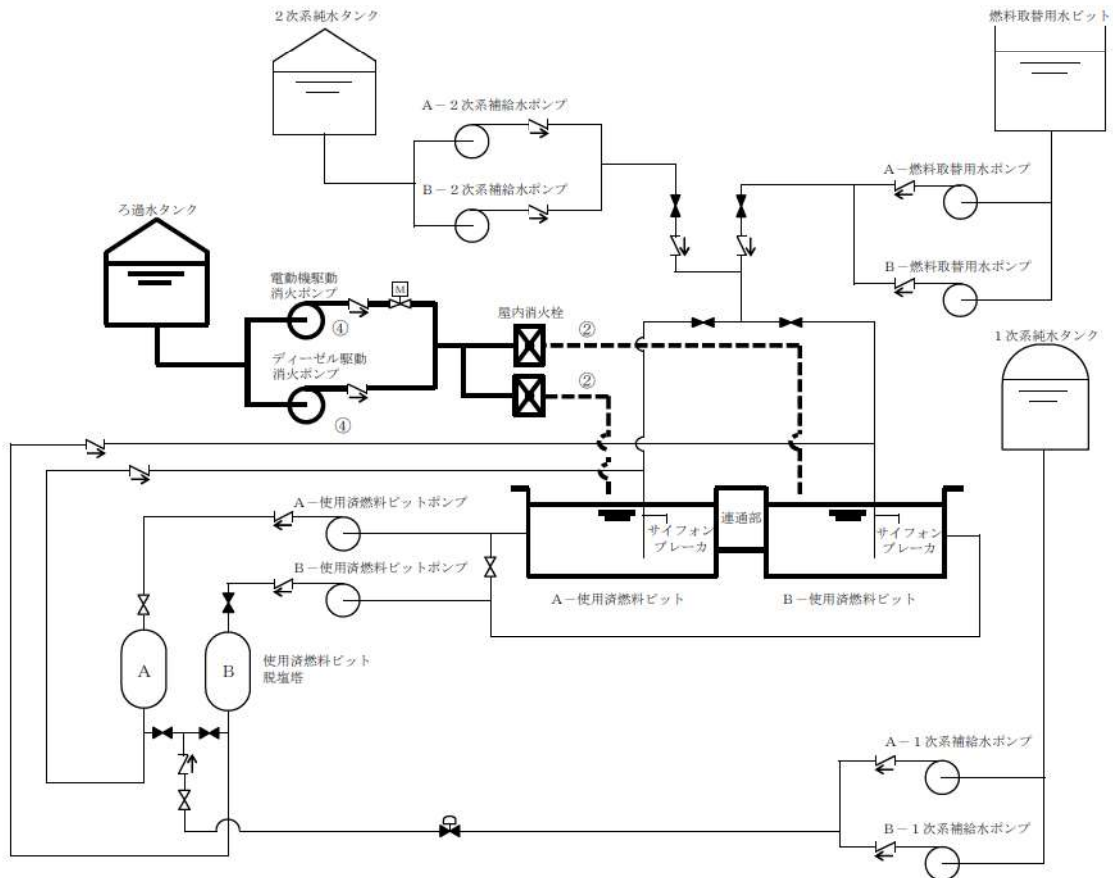 2次系純水タンク
燃料取替用水ピット
A-2次系補給水ポンプ
B-2次系補給水ポンプ
A-燃料取替用水ポンプ
B-燃料取替用水ポンプ
ろ過水タンク
電動機駆動
消火ポンプ
M
④
屋内消火栓
②
ディーゼル駆動
消火ポンプ
④
②
1次系純水タンク
A-使用済燃料ピットポンプ
B-使用済燃料ピットポンプ
サイフォン
ブレーカ
連通部
サイフォン
ブレーカ
A-使用済燃料ピット
B-使用済燃料ピット
A
B
使用済燃料ピット
脱塩塔
A-1次系補給水ポンプ
B-1次系補給水ポンプ